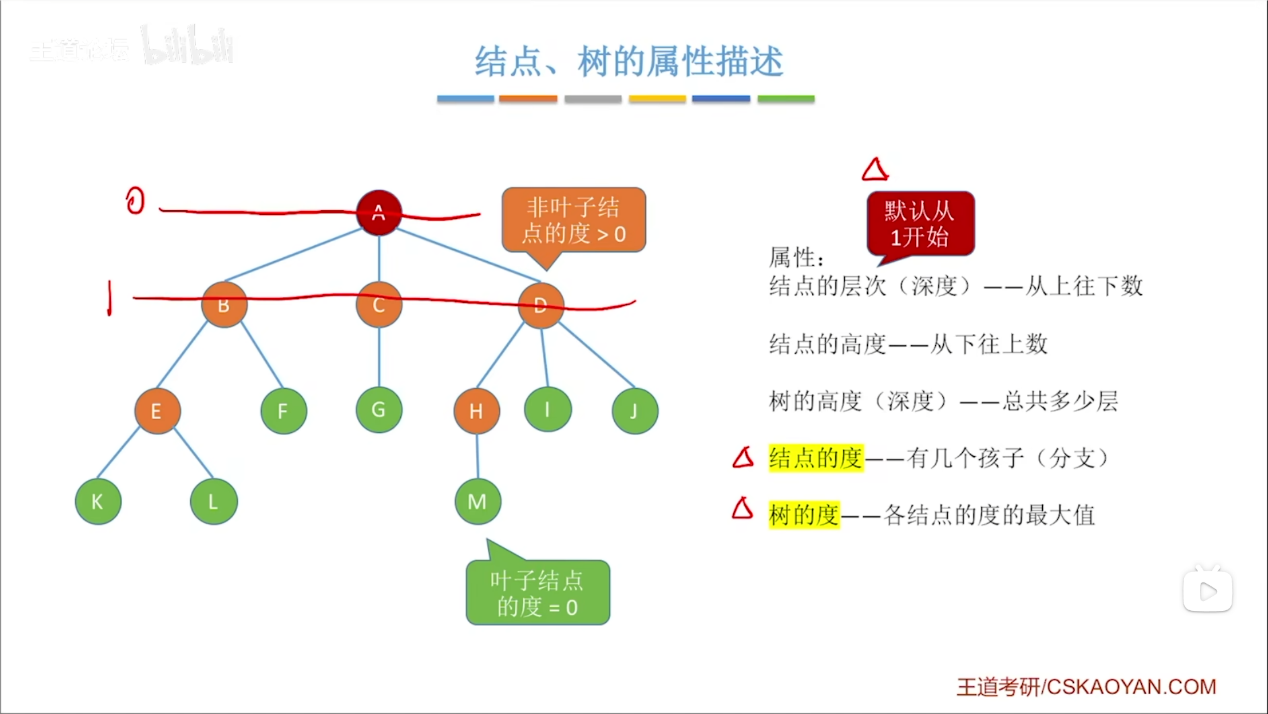 王道论坛 bilibili
结点、树的属性描述
0
A
非叶子结
点的度 > 0
默认从
1开始
属性：
结点的层次（深度）——从上往下数
1
B
C
D
结点的高度——从下往上数
树的高度（深度）——总共多少层
E
F
G
H
I
J
结点的度——有几个孩子（分支）
K
L
M
树的度——各结点的度的最大值
叶子结点
的度 = 0
王道考研/CSKAOYAN.COM